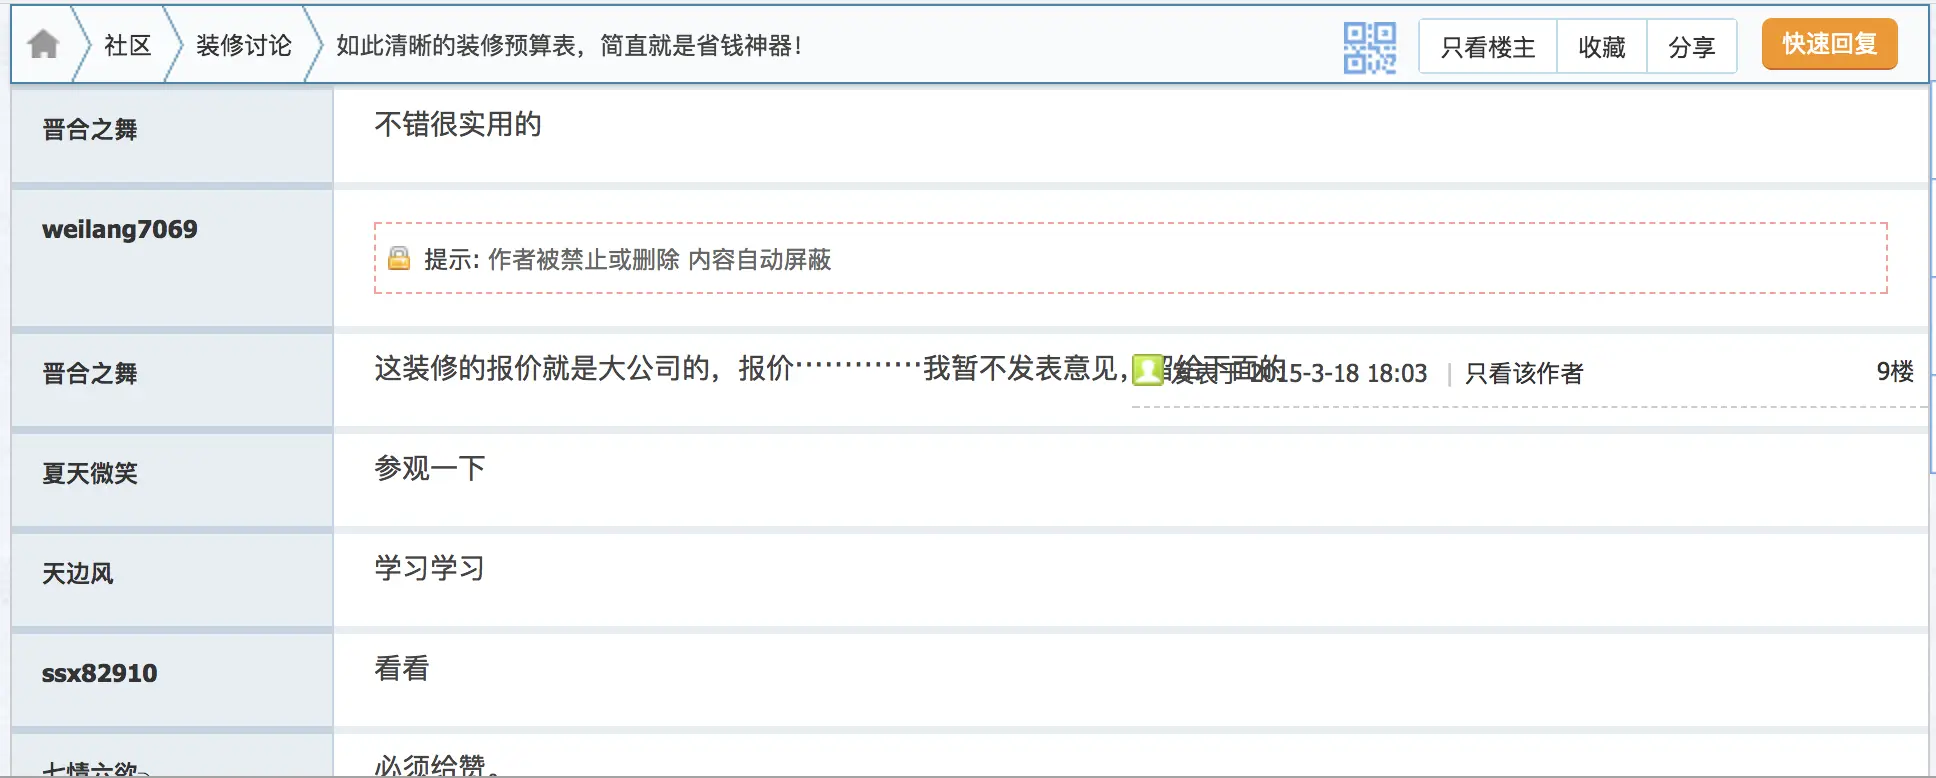 社区 装修讨论 如此清晰的装修预算表，简直就是省钱神器！ 只看楼主 收藏 分享 快速回复
晋合之舞 不错很实用的
weilang7069
提示: 作者被禁止或删除 内容自动屏蔽
晋合之舞 这装修的报价就是大公司的，报价…………我暂不发表意见，留给下面的
发表于 2015-3-18 18:03 | 只看该作者 9楼
夏天微笑 参观一下
天边风 学习学习
ssx82910 看看
七情六欲 必须给赞。